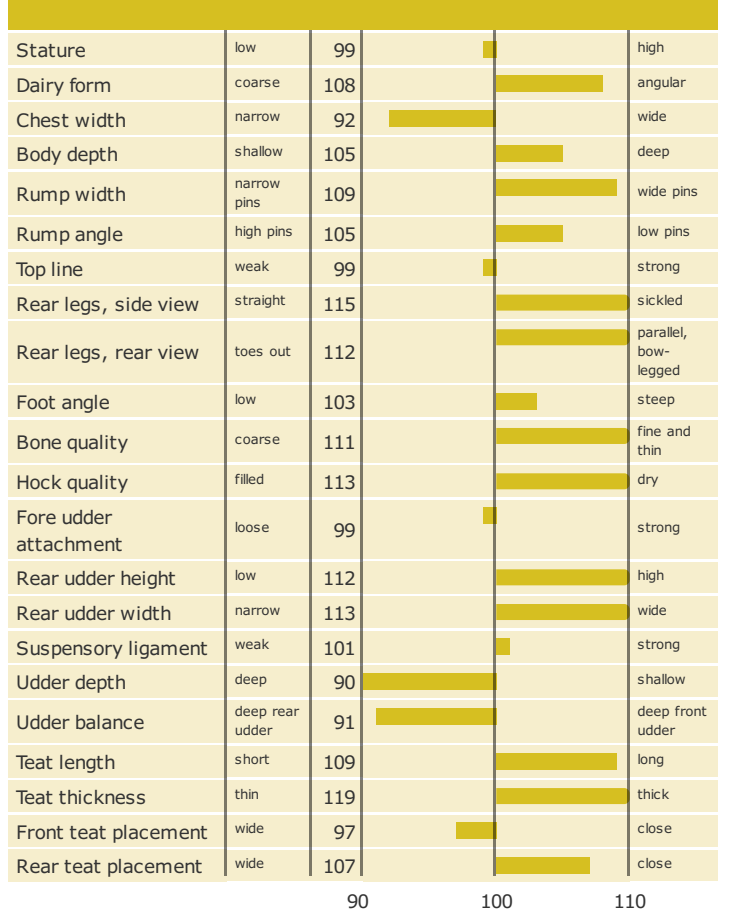 Stature low 99 high
Dairy form coarse 108 angular
Chest width narrow 92 wide
Body depth shallow 105 deep
Rump width narrow pins 109 wide pins
Rump angle high pins 105 low pins
Top line weak 99 strong
Rear legs, side view straight 115 sickled
Rear legs, rear view toes out 112 parallel, bow-legged
Foot angle low 103 steep
Bone quality coarse 111 fine and thin
Hock quality filled 113 dry
Fore udder attachment loose 99 strong
Rear udder height low 112 high
Rear udder width narrow 113 wide
Suspensory ligament weak 101 strong
Udder depth deep 90 shallow
Udder balance deep rear udder 91 deep front udder
Teat length short 109 long
Teat thickness thin 119 thick
Front teat placement wide 97 close
Rear teat placement wide 107 close
90 100 110